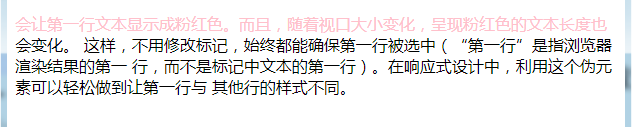 会让第一行文本显示成粉红色。而且，随着视口大小变化，呈现粉红色的文本长度也
会变化。 这样，不用修改标记，始终都能确保第一行被选中（“第一行”是指浏览器
渲染结果的第一 行，而不是标记中文本的第一行）。在响应式设计中，利用这个伪元
素可以轻松做到让第一行与 其他行的样式不同。